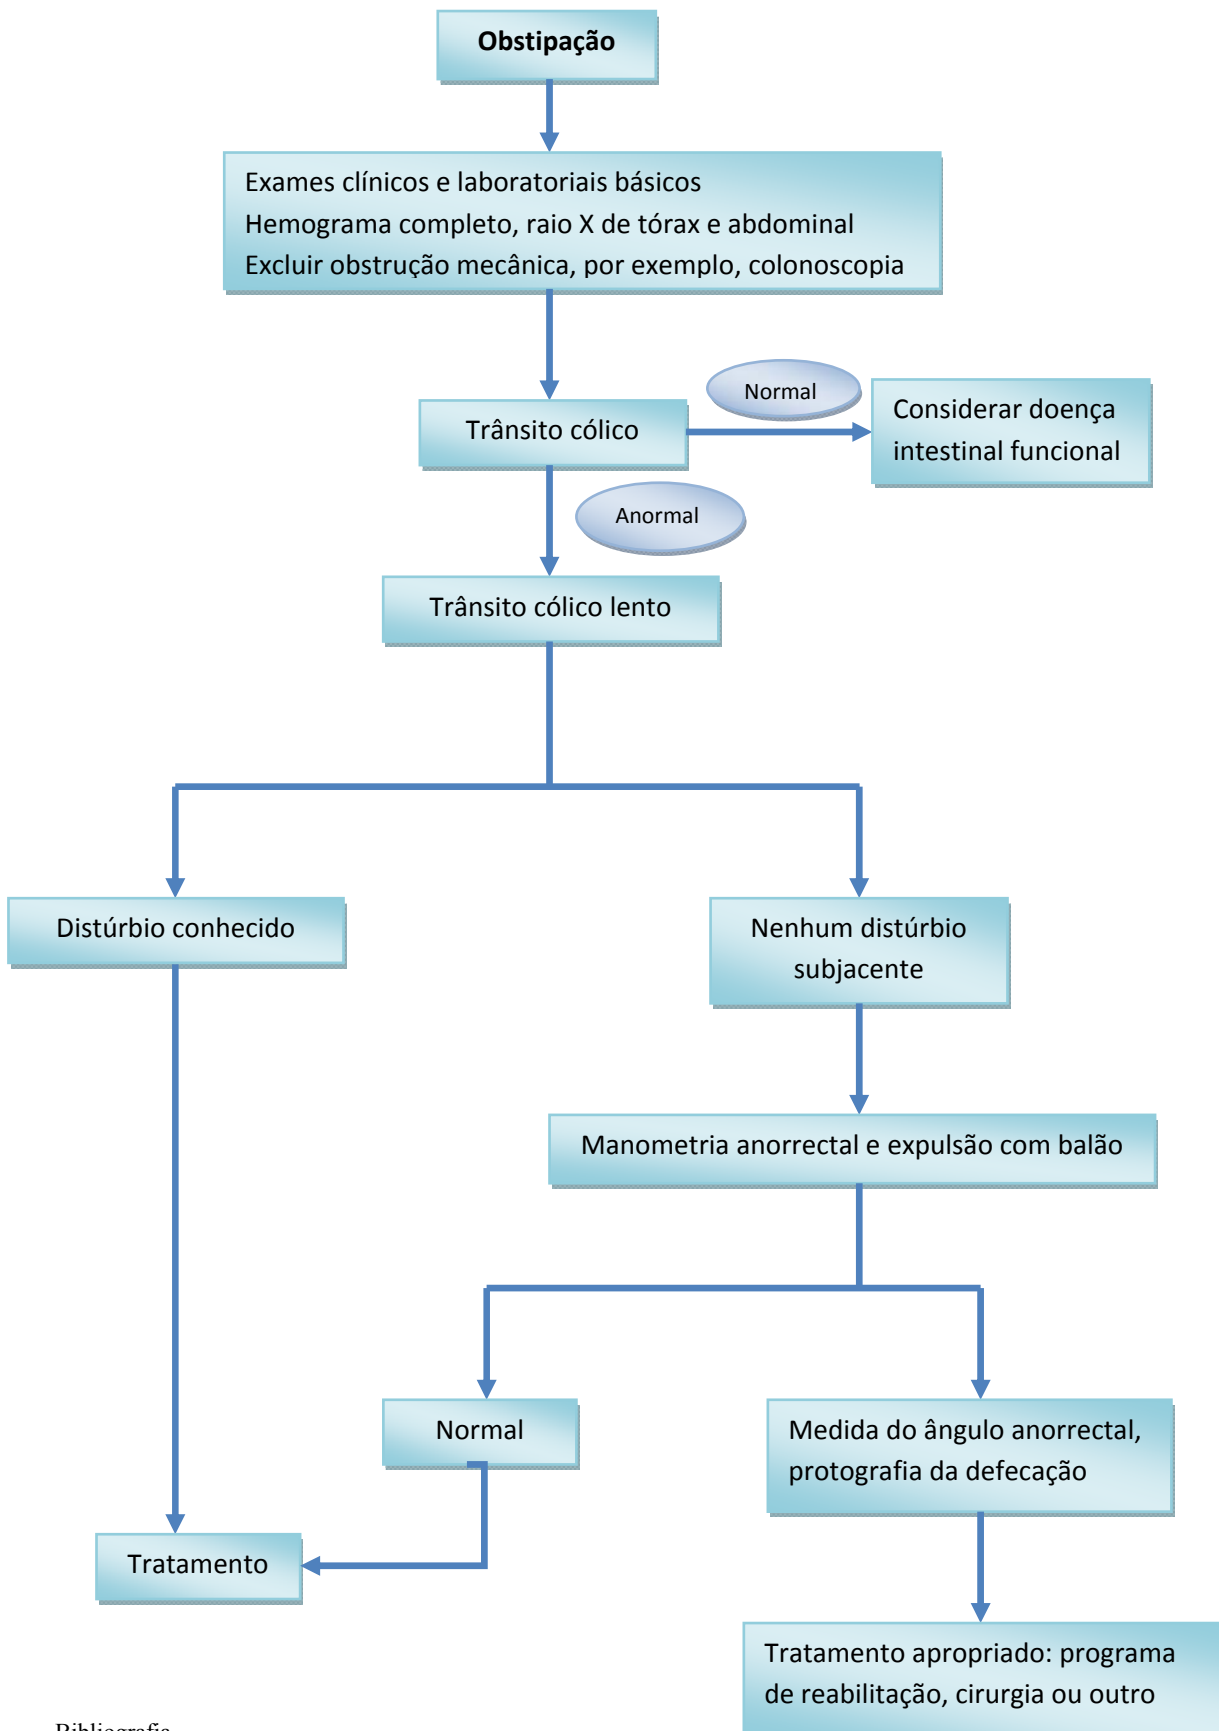 Obstipação
Exames clínicos e laboratoriais básicos
Hemograma completo, raio X de tórax e abdominal
Excluir obstrução mecânica, por exemplo, colonoscopia
Normal
Trânsito cólico
Considerar doença
intestinal funcional
Anormal
Trânsito cólico lento
Distúrbio conhecido
Nenhum distúrbio
subjacente
Manometria anorrectal e expulsão com balão
Normal
Medida do ângulo anorrectal,
protografia da defecação
Tratamento
Tratamento apropriado: programa
de reabilitação, cirurgia ou outro
Bibliografia